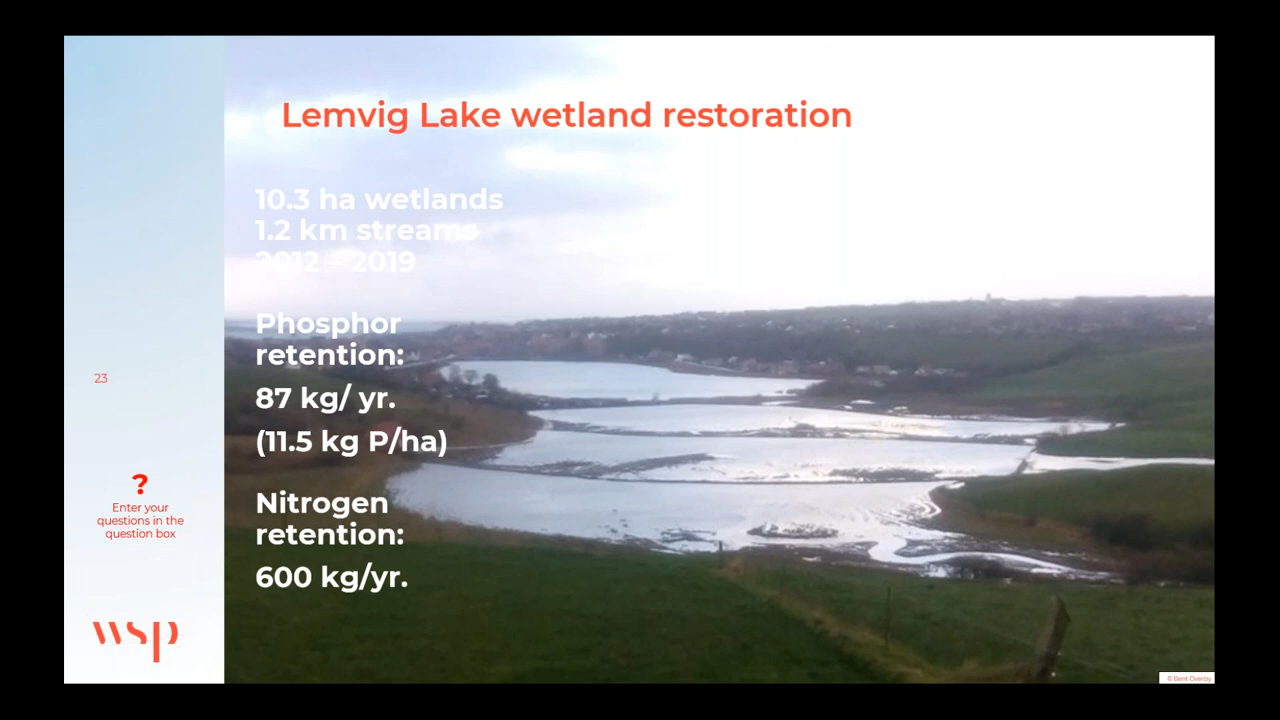 Lemvig Lake wetland restoration
10.3 ha wetlands
1.2 km streams
2012 – 2019
Phosphor
retention:
87 kg/ yr.
(11.5 kg P/ha)
Nitrogen
retention:
600 kg/yr.
23
?
Enter your
questions in the
question box
wsp
© Bent Overby